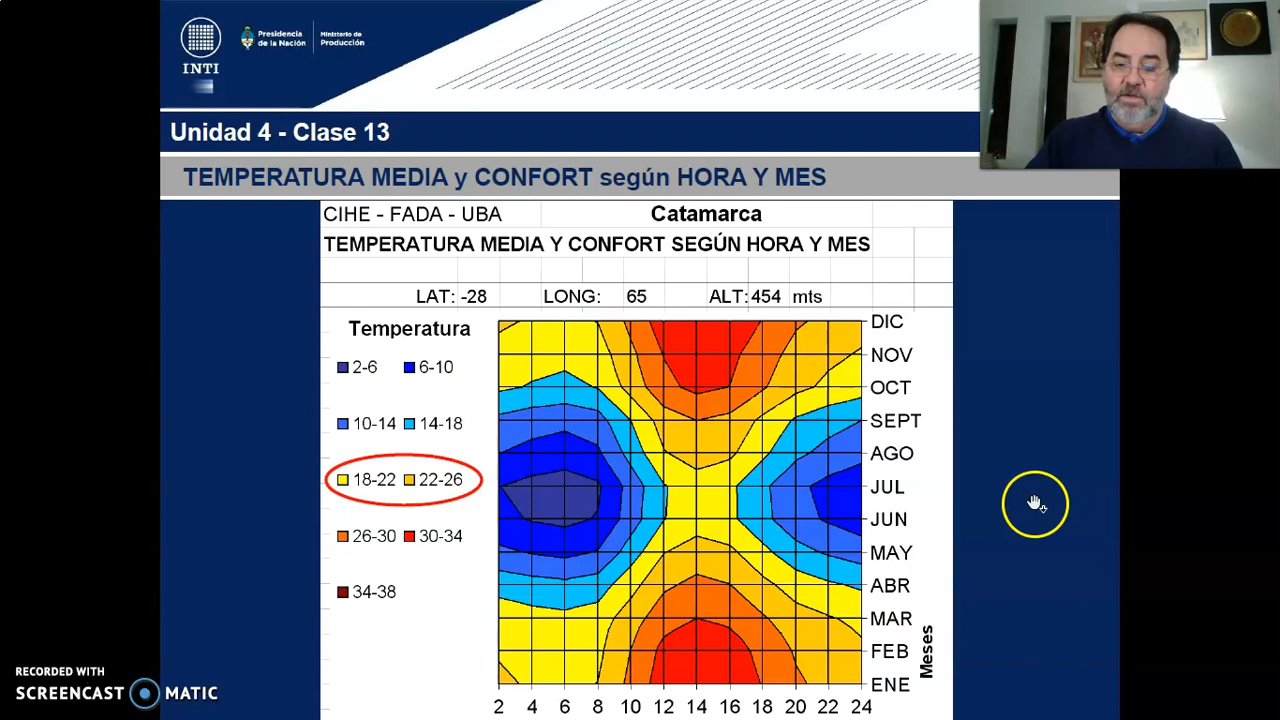 INTI
Presidencia
de la Nación
Ministerio de
Producción
Unidad 4 - Clase 13
TEMPERATURA MEDIA y CONFORT según HORA Y MES
CIHE - FADA - UBA
Catamarca
TEMPERATURA MEDIA Y CONFORT SEGÚN HORA Y MES
LAT: -28 LONG: 65 ALT: 454 mts
Temperatura
2-6 6-10
10-14 14-18
18-22 22-26
26-30 30-34
34-38
DIC
NOV
OCT
SEPT
AGO
JUL
JUN
MAY
ABR
MAR
FEB
ENE
Meses
2 4 6 8 10 12 14 16 18 20 22 24
RECORDED WITH
SCREENCAST MATIC